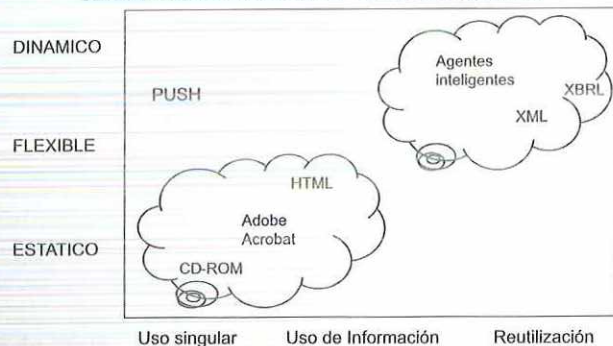 DINAMICO
Agentes
inteligentes
XBRL
PUSH
XML
FLEXIBLE
HTML
Adobe
Acrobat
ESTATICO
CD-ROM
Uso singular Uso de Información Reutilización